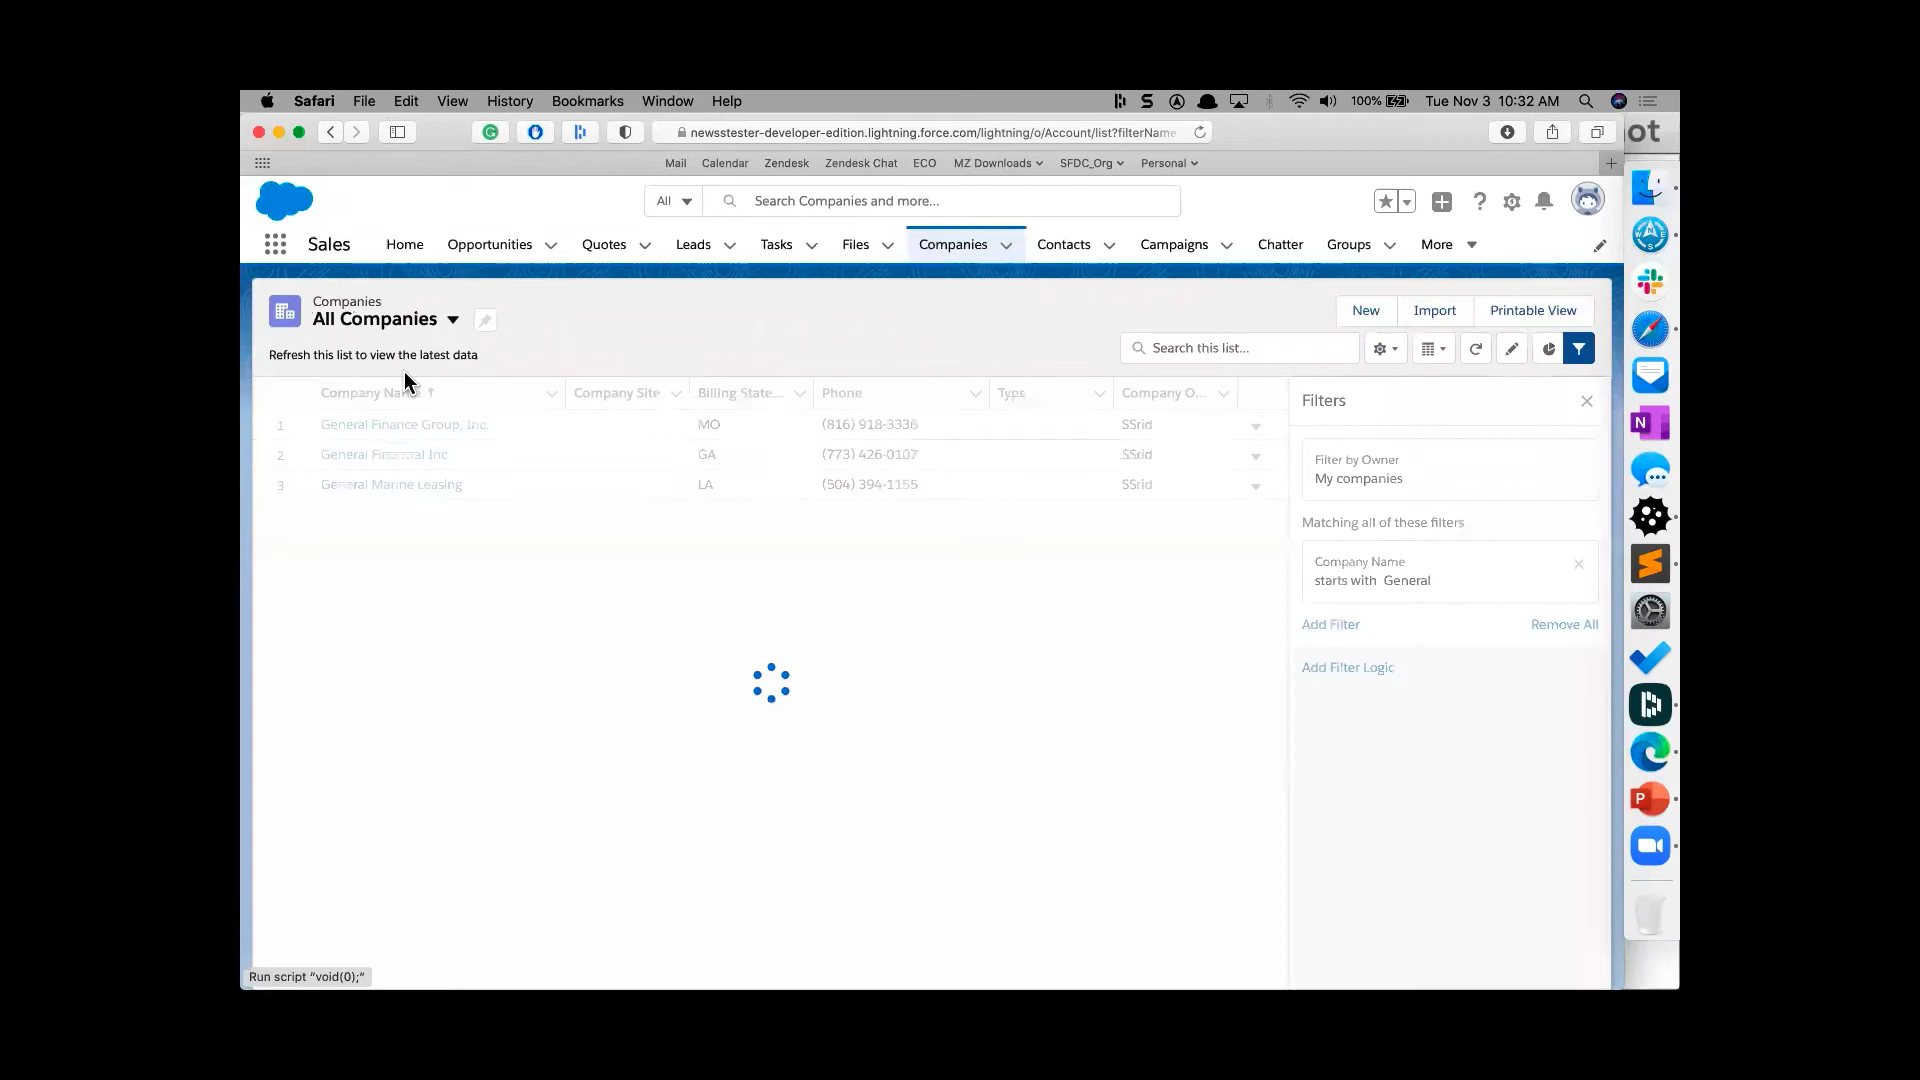 Safari File Edit View History Bookmarks Window Help 100% Tue Nov 3 10:32 AM
newsstester-developer-edition.lightning.force.com/lightning/o/Account/list?filterName
ot
Mail Calendar Zendesk Zendesk Chat ECO MZ Downloads SFDC_Org Personal
All Search Companies and more...
Sales Home Opportunities Quotes Leads Tasks Files Companies Contacts Campaigns Chatter Groups More
Companies
All Companies
New Import Printable View
Refresh this list to view the latest data
Search this list...
Company Name Company Site Billing State... Phone Type Company O...
1 General Finance Group, Inc. MO (816) 918-3336 SSrid
2 General Financial Inc GA (773) 426-0107 SSrid
3 General Marine Leasing LA (504) 394-1155 SSrid
Filters
Filter by Owner
My companies
Matching all of these filters
Company Name
starts with General
Add Filter Remove All
Add Filter Logic
Run script "void(0);"